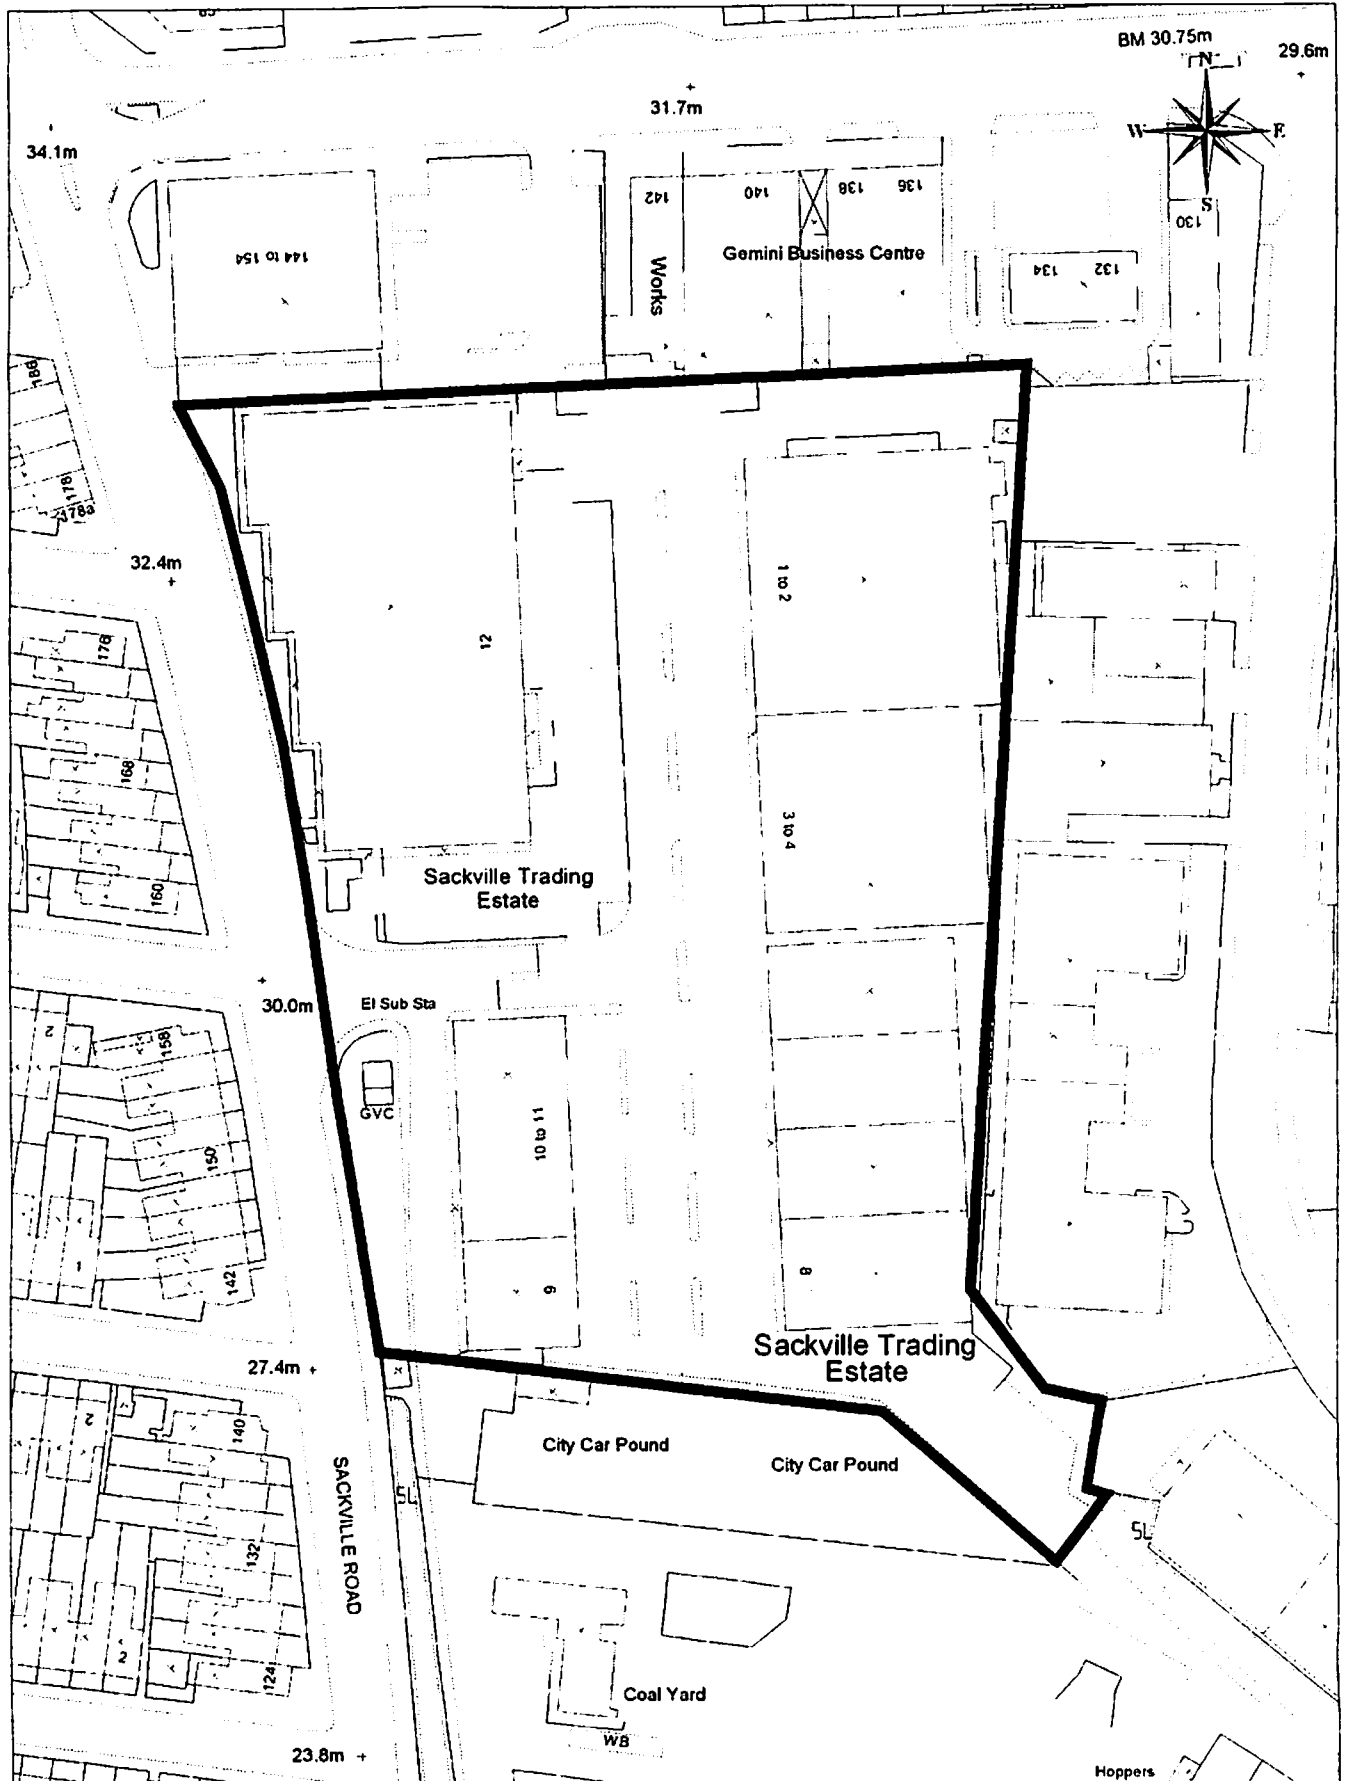 BM 30.75m
29.6m
N
W
E
S
31.7m
34.1m
142
140
138
136
130
144 to 154
Works
Gemini Business Centre
134
132
186
178
178a
32.4m
1 to 2
12
176
168
3 to 4
160
Sackville Trading
Estate
30.0m
El Sub Sta
2
158
GVC
10 to 11
150
1
142
9
8
Sackville Trading
Estate
27.4m
2
140
City Car Pound
City Car Pound
SACKVILLE ROAD
SL
SL
132
2
124
Coal Yard
WB
23.8m
Hoppers